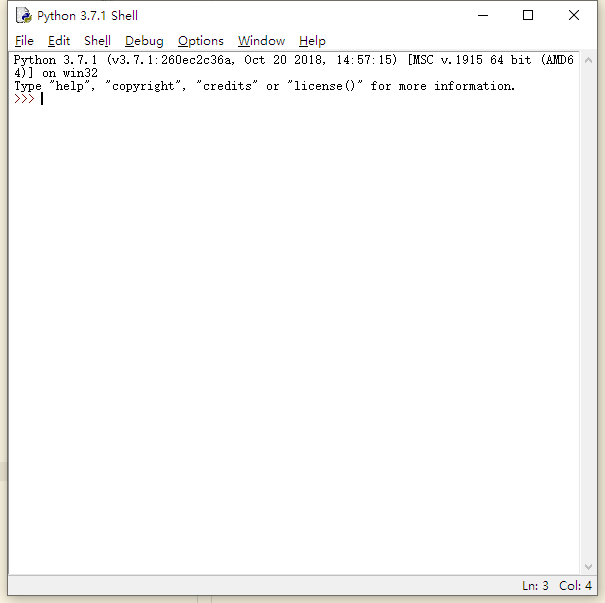 Python 3.7.1 Shell
File Edit Shell Debug Options Window Help
Python 3.7.1 (v3.7.1:260ec2c36a, Oct 20 2018, 14:57:15) [MSC v.1915 64 bit (AMD6
4)] on win32
Type "help", "copyright", "credits" or "license()" for more information.
>>>
Ln: 3 Col: 4